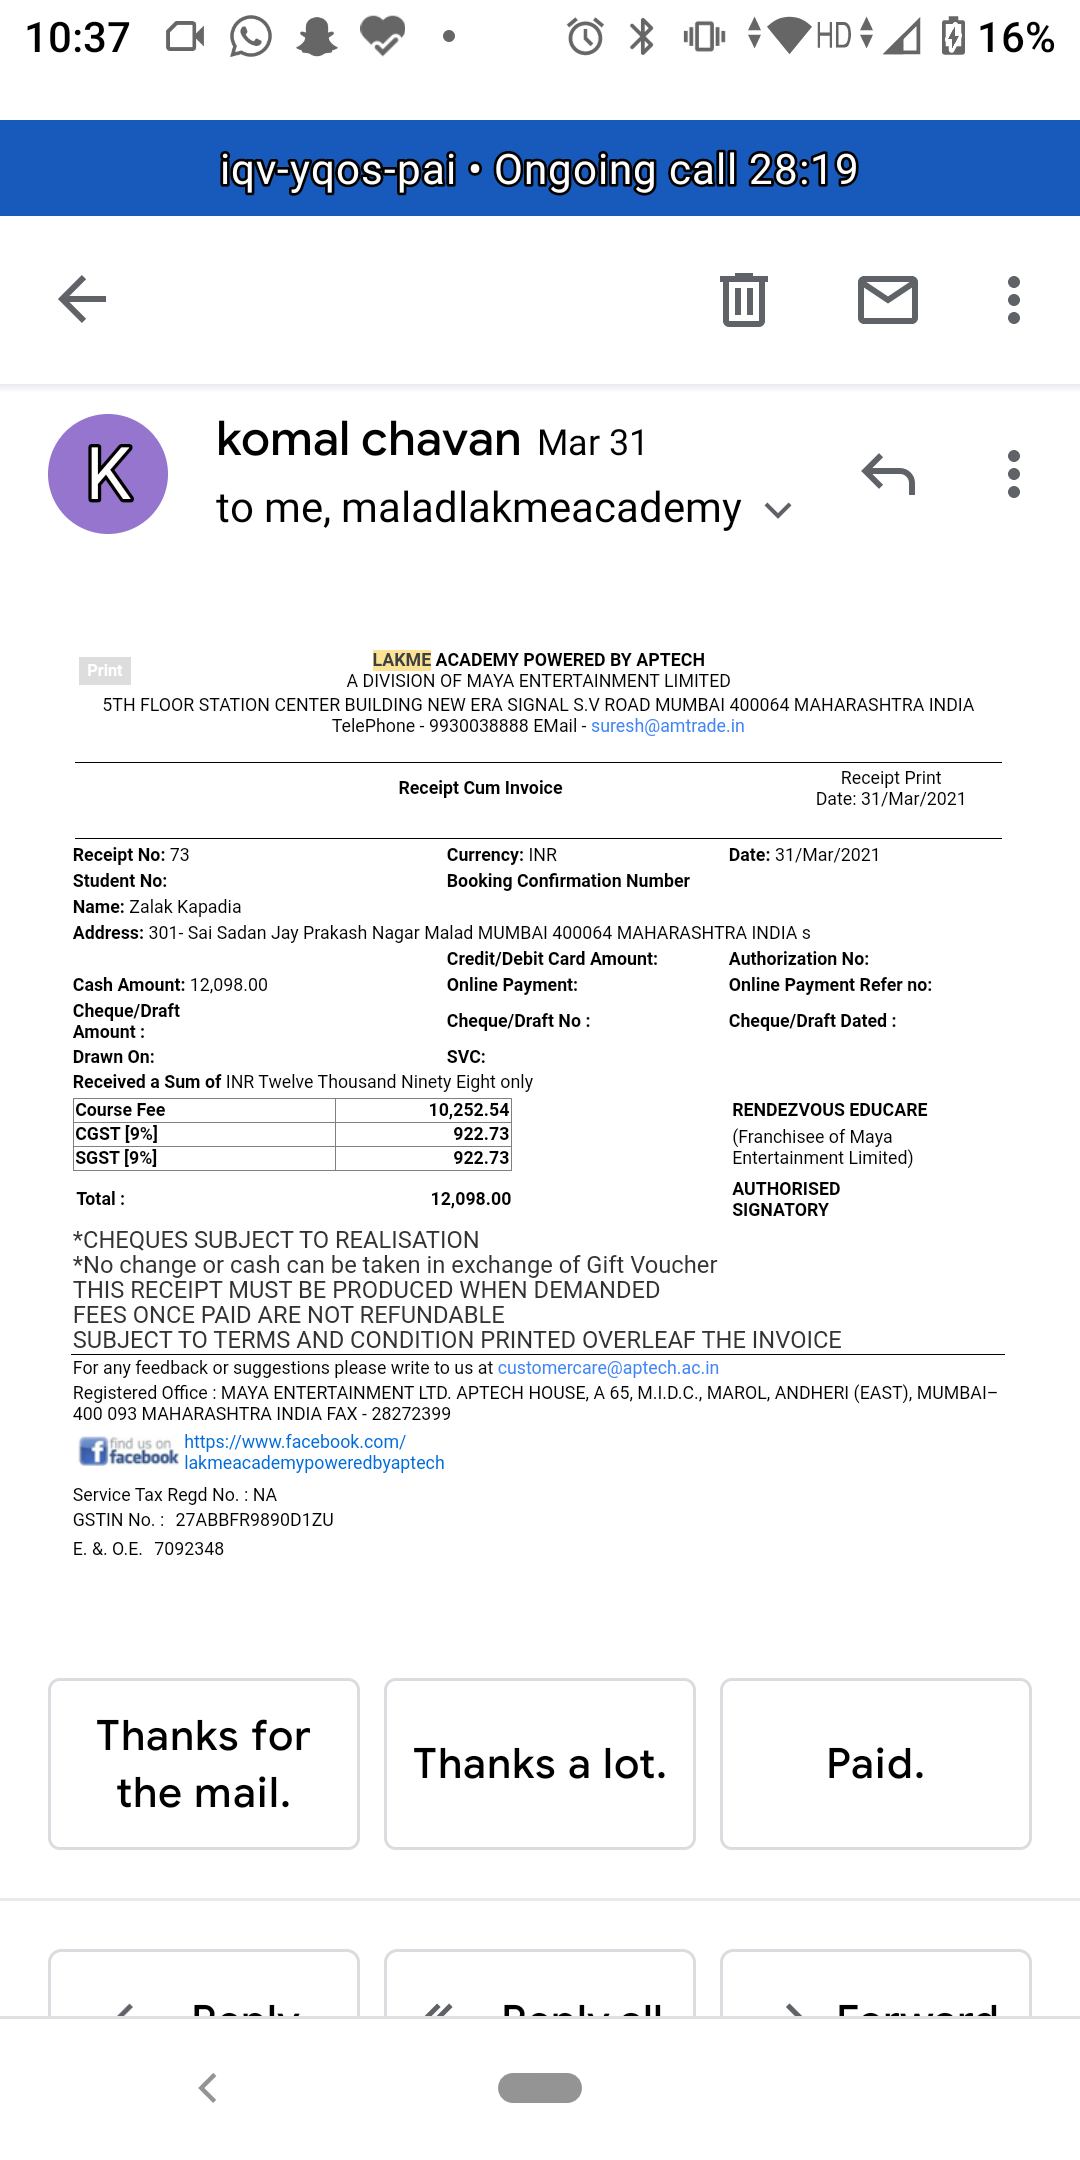 10:37 HD 16%
iqv-yqos-pai • Ongoing call 28:19
K
komal chavan Mar 31
to me, maladlakmeacademy
Print
LAKME ACADEMY POWERED BY APTECH
A DIVISION OF MAYA ENTERTAINMENT LIMITED
5TH FLOOR STATION CENTER BUILDING NEW ERA SIGNAL S.V ROAD MUMBAI 400064 MAHARASHTRA INDIA
TelePhone - 9930038888 EMail - suresh@amtrade.in
Receipt Cum Invoice
Receipt Print
Date: 31/Mar/2021
Receipt No: 73 Currency: INR Date: 31/Mar/2021
Student No: Booking Confirmation Number
Name: Zalak Kapadia
Address: 301- Sai Sadan Jay Prakash Nagar Malad MUMBAI 400064 MAHARASHTRA INDIA s
Credit/Debit Card Amount: Authorization No:
Cash Amount: 12,098.00 Online Payment: Online Payment Refer no:
Cheque/Draft
Amount : Cheque/Draft No : Cheque/Draft Dated :
Drawn On: SVC:
Received a Sum of INR Twelve Thousand Ninety Eight only
Course Fee 10,252.54
CGST [9%] 922.73
SGST [9%] 922.73
Total : 12,098.00
RENDEZVOUS EDUCARE
(Franchisee of Maya
Entertainment Limited)
AUTHORISED
SIGNATORY
*CHEQUES SUBJECT TO REALISATION
*No change or cash can be taken in exchange of Gift Voucher
THIS RECEIPT MUST BE PRODUCED WHEN DEMANDED
FEES ONCE PAID ARE NOT REFUNDABLE
SUBJECT TO TERMS AND CONDITION PRINTED OVERLEAF THE INVOICE
For any feedback or suggestions please write to us at customercare@aptech.ac.in
Registered Office : MAYA ENTERTAINMENT LTD. APTECH HOUSE, A 65, M.I.D.C., MAROL, ANDHERI (EAST), MUMBAI–
400 093 MAHARASHTRA INDIA FAX - 28272399
find us on
facebook
https://www.facebook.com/
lakmeacademypoweredbyaptech
Service Tax Regd No. : NA
GSTIN No. : 27ABBFR9890D1ZU
E. &. O.E. 7092348
Thanks for
the mail.
Thanks a lot.
Paid.
Reply Reply all Forward